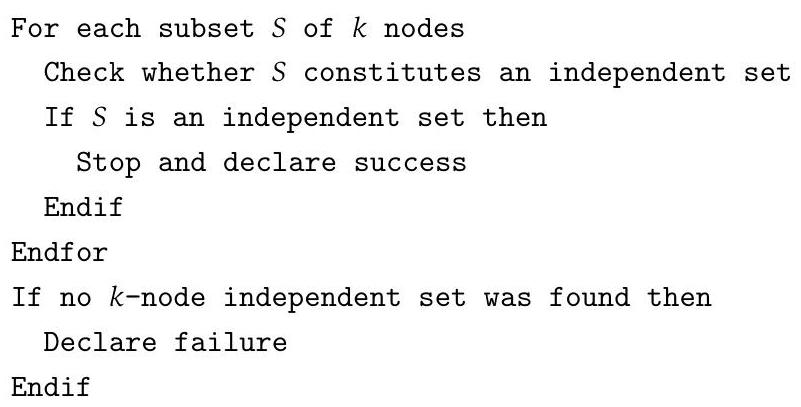 For each subset S of k nodes
Check whether S constitutes an independent set
If S is an independent set then
Stop and declare success
Endif
Endfor
If no k-node independent set was found then
Declare failure
Endif